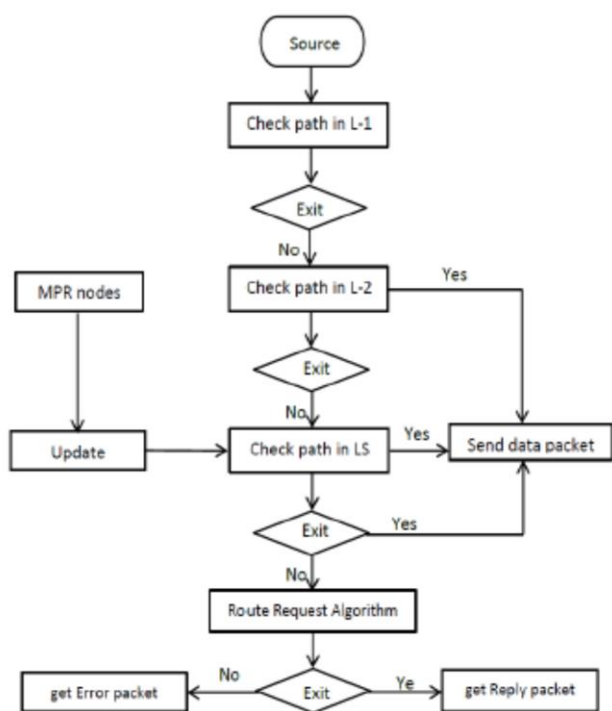 Source
Check path in L-1
Exit
No
Check path in L-2
Yes
MPR nodes
Exit
No
Update
Check path in LS
Yes
Send data packet
Exit
Yes
No
Route Request Algorithm
get Error packet
No
Exit
Ye
get Reply packet